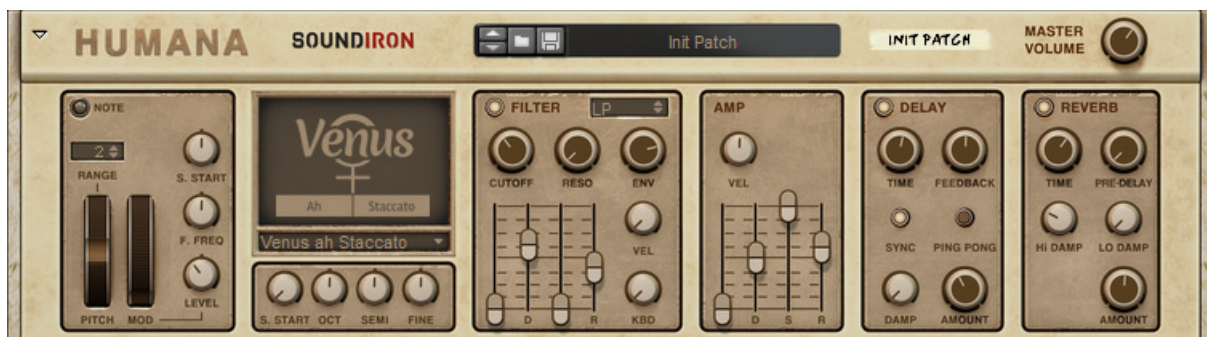 HUMANA
SOUNDIRON
Init Patch
INIT PATCH
MASTER
VOLUME
NOTE
2
RANGE
S. START
F. FREQ
LEVEL
PITCH MOD
Venus
Ah Staccato
Venus ah Staccato
S. START OCT SEMI FINE
FILTER LP
CUTOFF RESO ENV
VEL
KBD
D R
AMP
VEL
D S R
DELAY
TIME FEEDBACK
SYNC PING PONG
DAMP AMOUNT
REVERB
TIME PRE-DELAY
Hi DAMP LO DAMP
AMOUNT